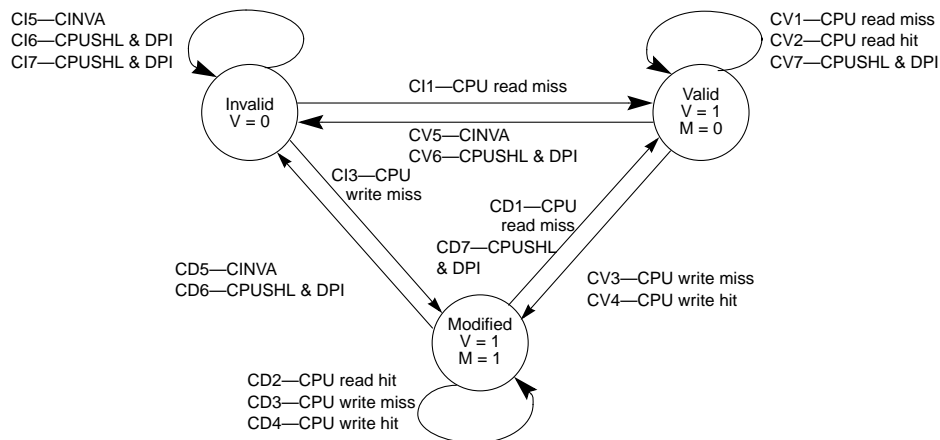 CI5—CINVA
CI6—CPUSHL & DPI
CI7—CPUSHL & DPI
CV1—CPU read miss
CV2—CPU read hit
CV7—CPUSHL & DPI
Invalid
V = 0
CI1—CPU read miss
Valid
V = 1
M = 0
CV5—CINVA
CV6—CPUSHL & DPI
CI3—CPU
write miss
CD1—CPU
read miss
CD7—CPUSHL
& DPI
CD5—CINVA
CD6—CPUSHL & DPI
CV3—CPU write miss
CV4—CPU write hit
Modified
V = 1
M = 1
CD2—CPU read hit
CD3—CPU write miss
CD4—CPU write hit